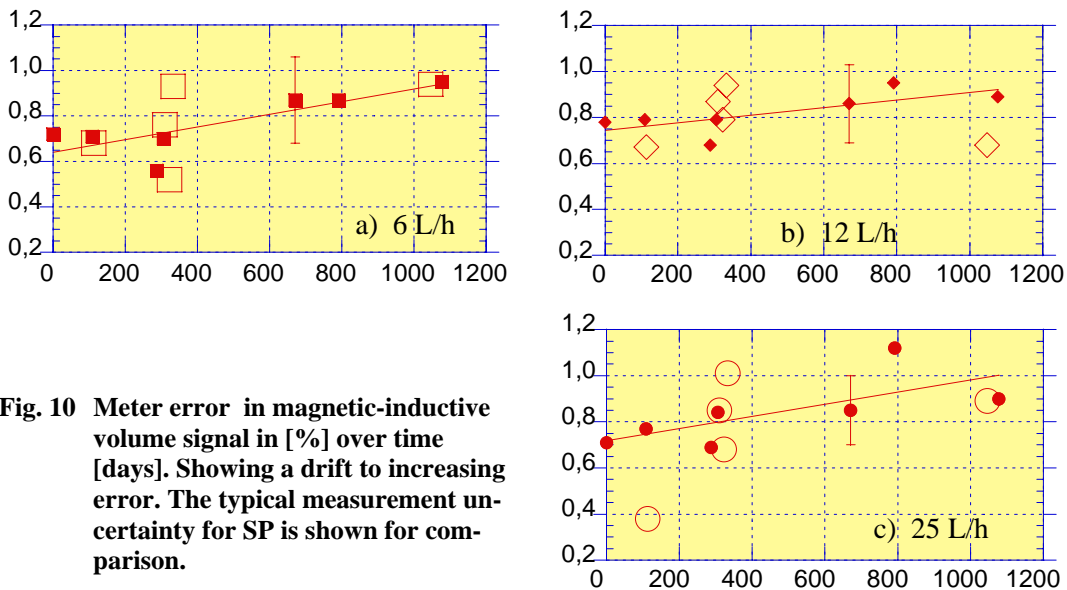 1,2
1,0
0,8
0,6
0,4
0,2
a) 6 L/h
0 200 400 600 800 1000 1200
1,2
1,0
0,8
0,6
0,4
0,2
b) 12 L/h
0 200 400 600 800 1000 1200
1,2
1,0
0,8
0,6
0,4
0,2
c) 25 L/h
0 200 400 600 800 1000 1200
Fig. 10 Meter error in magnetic-inductive
volume signal in [%] over time
[days]. Showing a drift to increasing
error. The typical measurement un-
certainty for SP is shown for com-
parison.